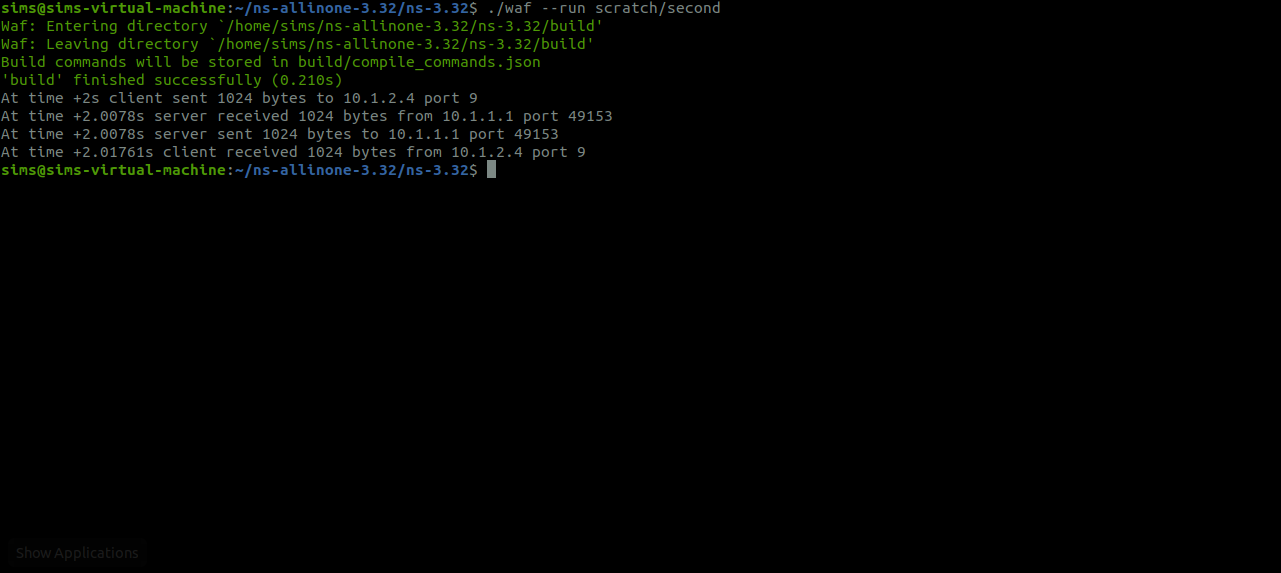 sims@sims-virtual-machine:~/ns-allinone-3.32/ns-3.32$ ./waf --run scratch/second
Waf: Entering directory `/home/sims/ns-allinone-3.32/ns-3.32/build'
Waf: Leaving directory `/home/sims/ns-allinone-3.32/ns-3.32/build'
Build commands will be stored in build/compile_commands.json
'build' finished successfully (0.210s)
At time +2s client sent 1024 bytes to 10.1.2.4 port 9
At time +2.0078s server received 1024 bytes from 10.1.1.1 port 49153
At time +2.0078s server sent 1024 bytes to 10.1.1.1 port 49153
At time +2.01761s client received 1024 bytes from 10.1.2.4 port 9
sims@sims-virtual-machine:~/ns-allinone-3.32/ns-3.32$
Show Applications